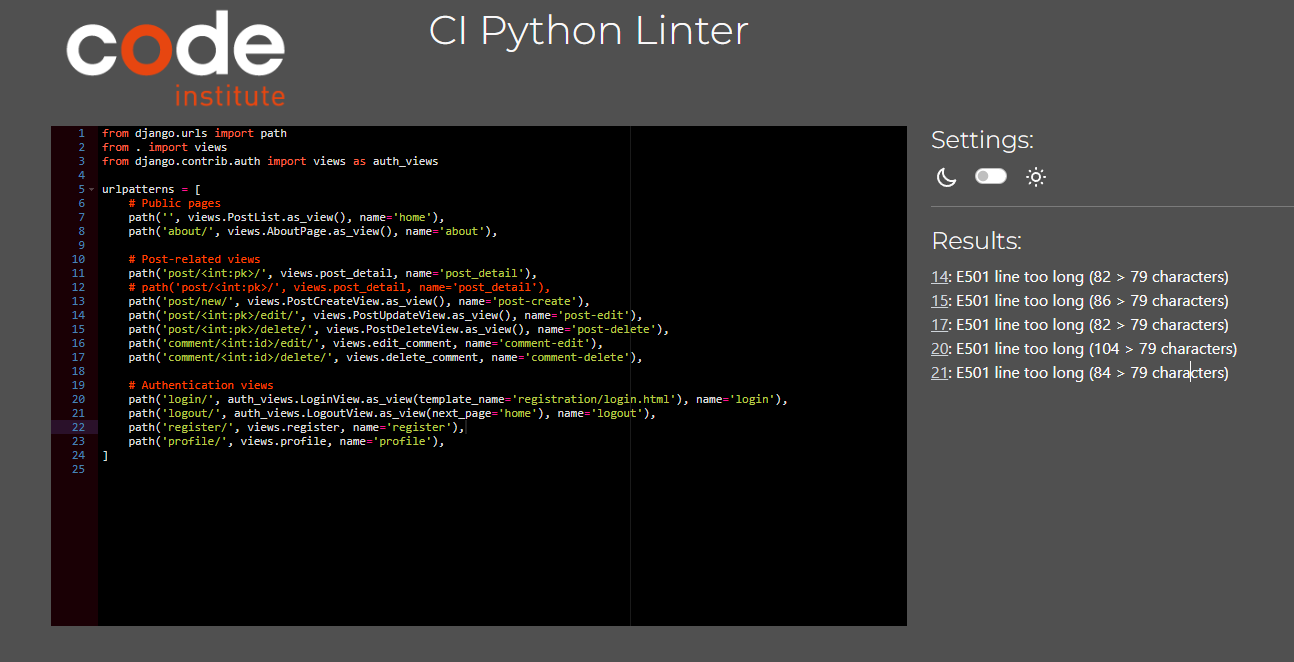 code
institute
CI Python Linter
1 from django.urls import path
2 from . import views
3 from django.contrib.auth import views as auth_views
4
5 urlpatterns = [
6     # Public pages
7     path('', views.PostList.as_view(), name='home'),
8     path('about/', views.AboutPage.as_view(), name='about'),
9
10     # Post-related views
11     path('post/<int:pk>/', views.post_detail, name='post_detail'),
12     # path('post/<int:pk>/', views.post_detail, name='post_detail'),
13     path('post/new/', views.PostCreateView.as_view(), name='post-create'),
14     path('post/<int:pk>/edit/', views.PostUpdateView.as_view(), name='post-edit'),
15     path('post/<int:pk>/delete/', views.PostDeleteView.as_view(), name='post-delete'),
16     path('comment/<int:id>/edit/', views.edit_comment, name='comment-edit'),
17     path('comment/<int:id>/delete/', views.delete_comment, name='comment-delete'),
18
19     # Authentication views
20     path('login/', auth_views.LoginView.as_view(template_name='registration/login.html'), name='login'),
21     path('logout/', auth_views.LogoutView.as_view(next_page='home'), name='logout'),
22     path('register/', views.register, name='register'),
23     path('profile/', views.profile, name='profile'),
24 ]
25
Settings:
Results:
14: E501 line too long (82 > 79 characters)
15: E501 line too long (86 > 79 characters)
17: E501 line too long (82 > 79 characters)
20: E501 line too long (104 > 79 characters)
21: E501 line too long (84 > 79 characters)